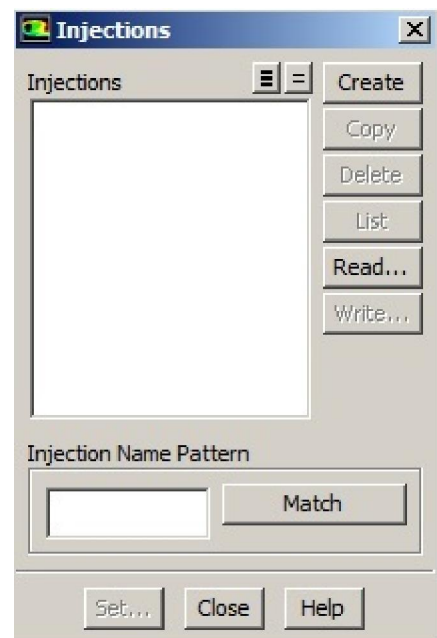 Injections
Injections
Create
Copy
Delete
List
Read...
Write...
Injection Name Pattern
Match
Set... Close Help